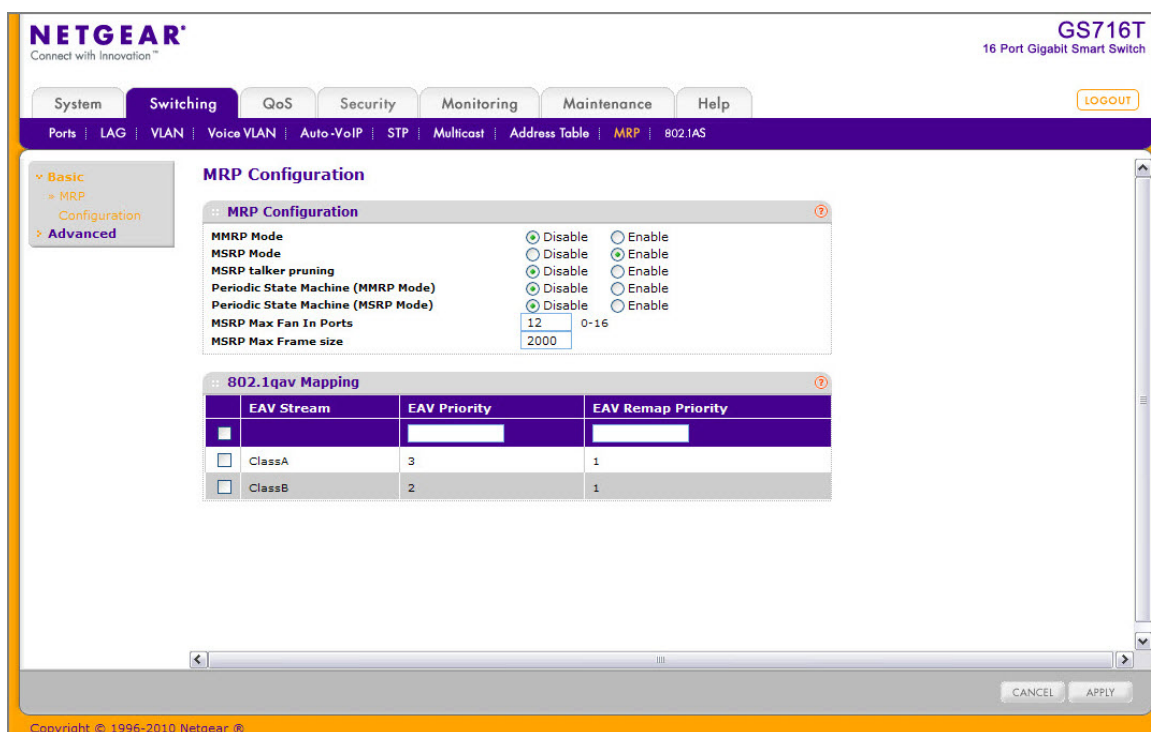 NETGEAR®
Connect with Innovation™
GS716T
16 Port Gigabit Smart Switch
System Switching QoS Security Monitoring Maintenance Help
LOGOUT
Ports | LAG | VLAN | Voice VLAN | Auto-VoIP | STP | Multicast | Address Table | MRP | 802.1AS
Basic
» MRP
Configuration
Advanced
MRP Configuration
MRP Configuration ?
MMRP Mode Disable Enable
MSRP Mode Disable Enable
MSRP talker pruning Disable Enable
Periodic State Machine (MMRP Mode) Disable Enable
Periodic State Machine (MSRP Mode) Disable Enable
MSRP Max Fan In Ports 12 0-16
MSRP Max Frame size 2000
802.1qav Mapping ?
EAV Stream EAV Priority EAV Remap Priority
ClassA 3 1
ClassB 2 1
CANCEL APPLY
Copyright © 1996-2010 Netgear ®